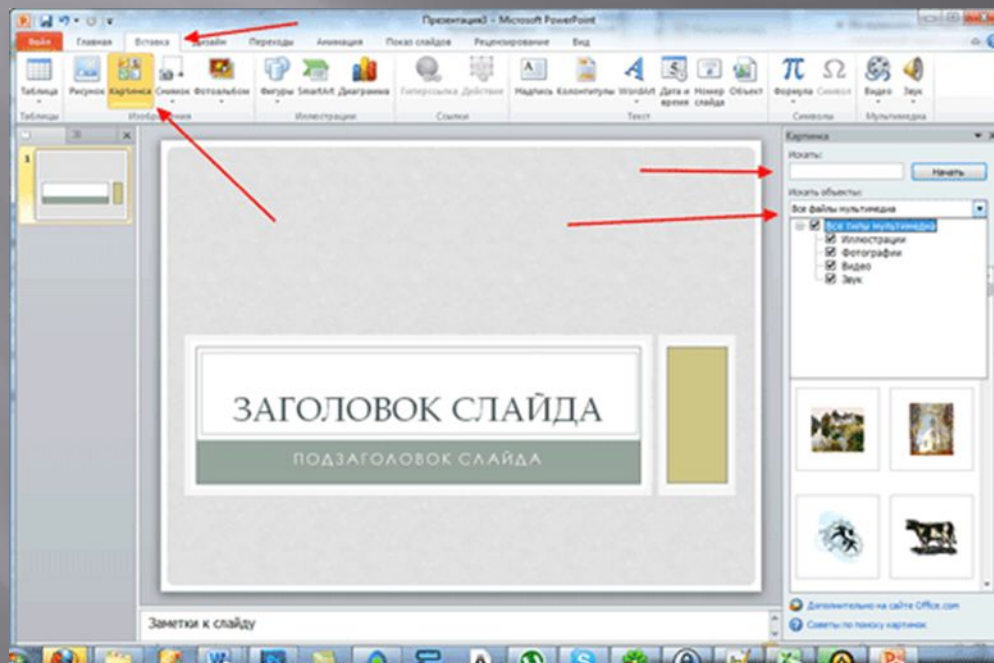 Презентация3 - Microsoft PowerPoint
Файл Главная Вставка Дизайн Переходы Анимация Показ слайдов Рецензирование Вид
Таблица Рисунок Картинка Снимок Фотоальбом Фигуры SmartArt Диаграмма Гиперссылка Действие Надпись Колонтитулы WordArt Дата и время Номер слайда Объект Формула Символ Видео Звук
Таблицы Изображения Иллюстрации Ссылки Текст Символы Мультимедиа
1
Картинка
Искать:
Начать
Искать объекты:
Все файлы мультимедиа
Все типы мультимедиа
Иллюстрации
Фотографии
Видео
Звук
ЗАГОЛОВОК СЛАЙДА
ПОДЗАГОЛОВОК СЛАЙДА
Дополнительно на сайте Office.com
Советы по поиску картинок
Заметки к слайду